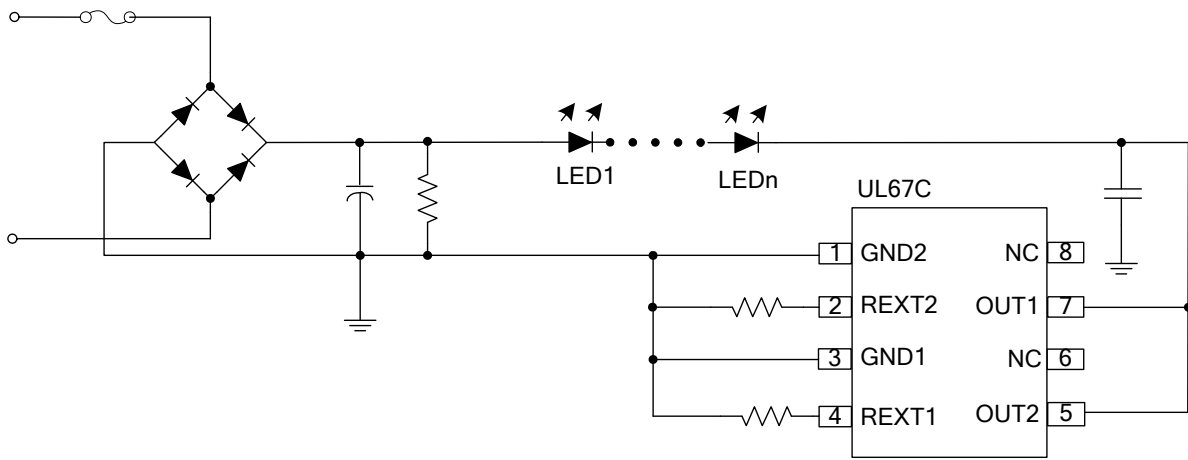 LED1
LEDn
UL67C
1 GND2 NC 8
2 REXT2 OUT1 7
3 GND1 NC 6
4 REXT1 OUT2 5